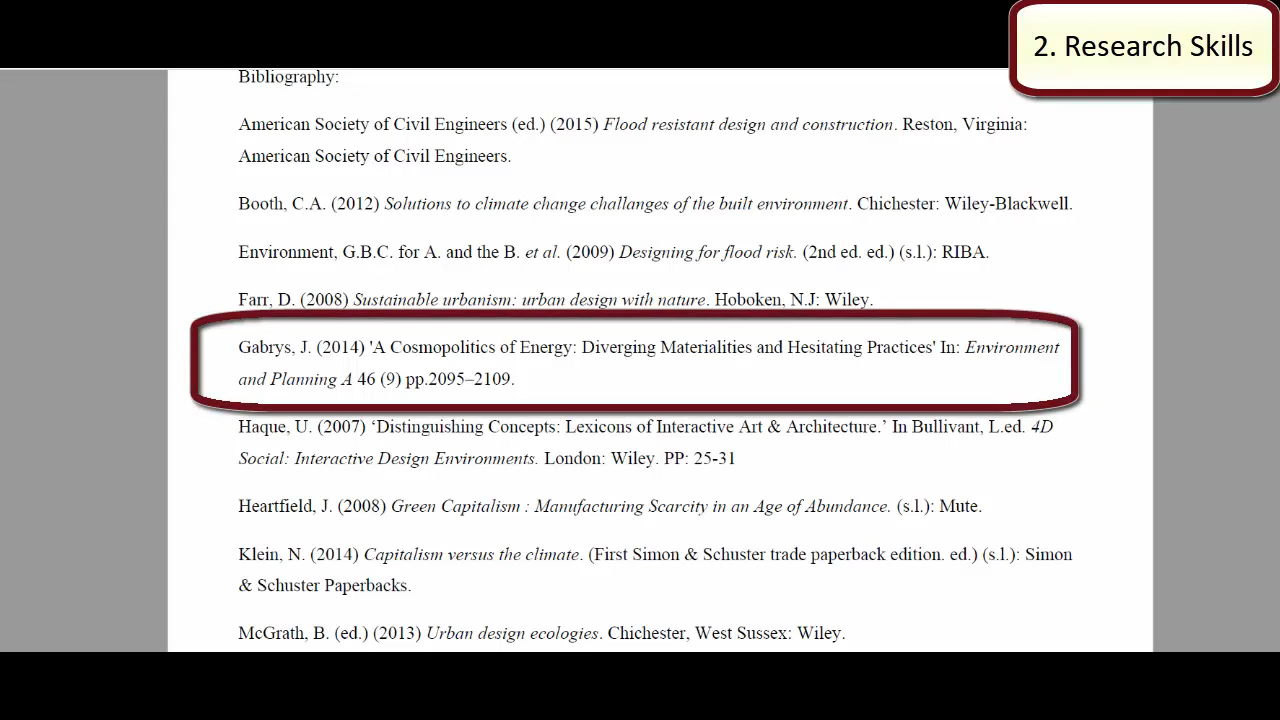 2. Research Skills
Bibliography:
American Society of Civil Engineers (ed.) (2015) Flood resistant design and construction. Reston, Virginia:
American Society of Civil Engineers.
Booth, C.A. (2012) Solutions to climate change challanges of the built environment. Chichester: Wiley-Blackwell.
Environment, G.B.C. for A. and the B. et al. (2009) Designing for flood risk. (2nd ed. ed.) (s.l.): RIBA.
Farr, D. (2008) Sustainable urbanism: urban design with nature. Hoboken, N.J: Wiley.
Gabrys, J. (2014) 'A Cosmopolitics of Energy: Diverging Materialities and Hesitating Practices' In: Environment
and Planning A 46 (9) pp.2095–2109.
Haque, U. (2007) ‘Distinguishing Concepts: Lexicons of Interactive Art & Architecture.’ In Bullivant, L.ed. 4D
Social: Interactive Design Environments. London: Wiley. PP: 25-31
Heartfield, J. (2008) Green Capitalism : Manufacturing Scarcity in an Age of Abundance. (s.l.): Mute.
Klein, N. (2014) Capitalism versus the climate. (First Simon & Schuster trade paperback edition. ed.) (s.l.): Simon
& Schuster Paperbacks.
McGrath, B. (ed.) (2013) Urban design ecologies. Chichester, West Sussex: Wiley.